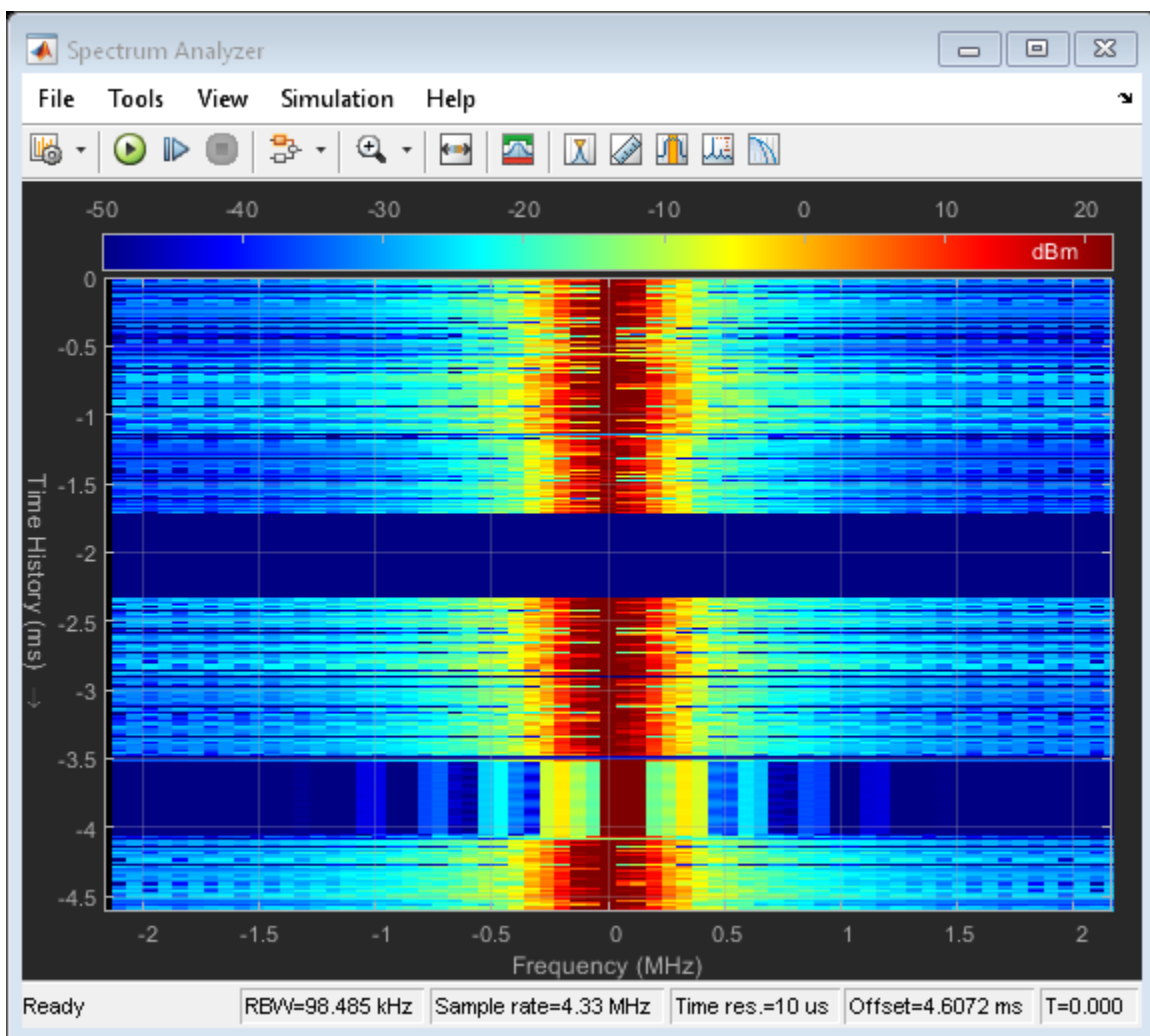 Spectrum Analyzer
File Tools View Simulation Help
-50 -40 -30 -20 -10 0 10 20
dBm
0
-0.5
-1
-1.5
-2
-2.5
-3
-3.5
-4
-4.5
Time History (ms) →
-2 -1.5 -1 -0.5 0 0.5 1 1.5 2
Frequency (MHz)
Ready RBW=98.485 kHz Sample rate=4.33 MHz Time res.=10 us Offset=4.6072 ms T=0.000